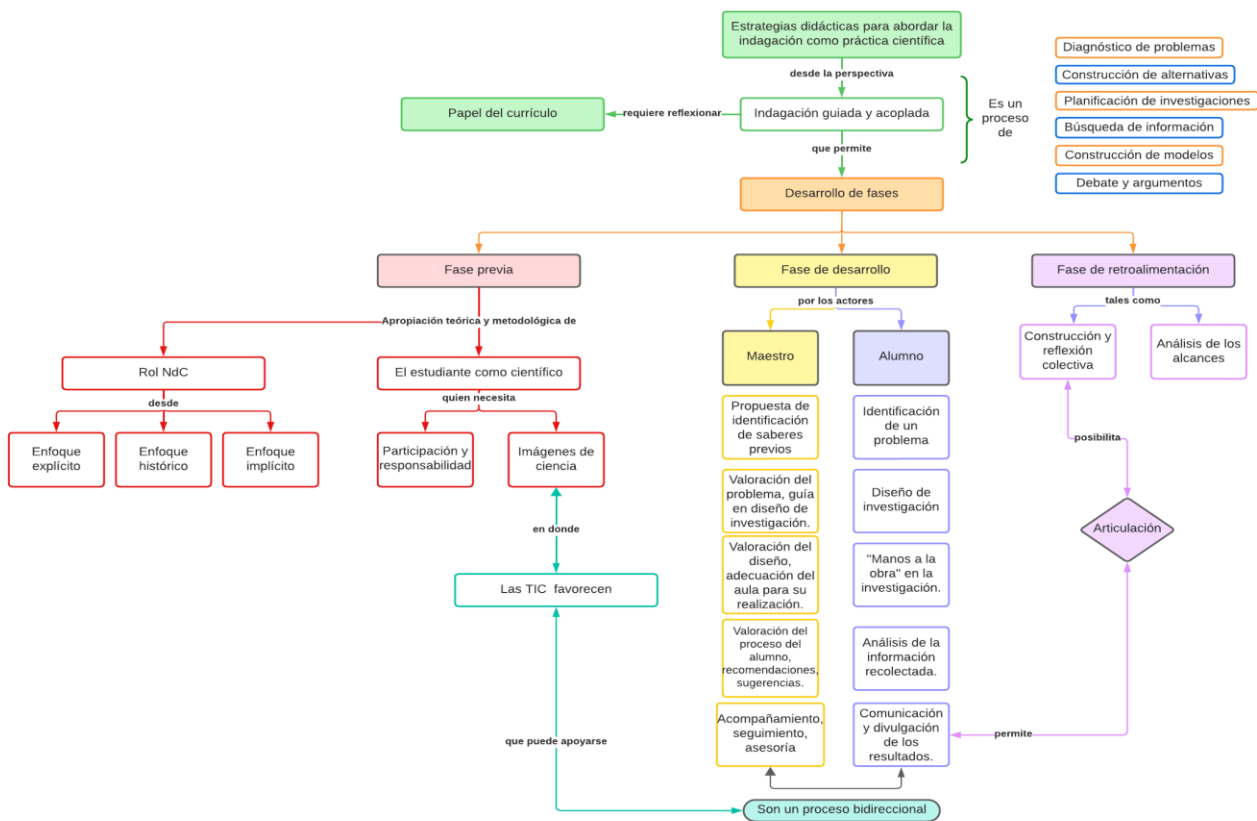 Estrategias didácticas para abordar la
indagación como práctica científica
desde la perspectiva
Papel del currículo
requiere reflexionar
Indagación guiada y acoplada
Es un
proceso
de
Diagnóstico de problemas
Construcción de alternativas
Planificación de investigaciones
Búsqueda de información
Construcción de modelos
Debate y argumentos
que permite
Desarrollo de fases
Fase previa
Fase de desarrollo
Fase de retroalimentación
Apropiación teórica y metodológica de
por los actores
tales como
Rol NdC
El estudiante como científico
Maestro
Alumno
Construcción y
reflexión
colectiva
Análisis de los
alcances
desde
quien necesita
Enfoque
explícito
Enfoque
histórico
Enfoque
implícito
Participación y
responsabilidad
Imágenes de
ciencia
en donde
Las TIC favorecen
que puede apoyarse
Propuesta de
identificación
de saberes
previos
Identificación
de un
problema
Valoración del
problema, guía
en diseño de
investigación.
Diseño de
investigación
Valoración del
diseño,
adecuación del
aula para su
realización.
"Manos a la
obra" en la
investigación.
Valoración del
proceso del
alumno,
recomendaciones,
sugerencias.
Análisis de la
información
recolectada.
Acompañamiento,
seguimiento,
asesoría
Comunicación
y divulgación
de los
resultados.
posibilita
Articulación
permite
Son un proceso bidireccional